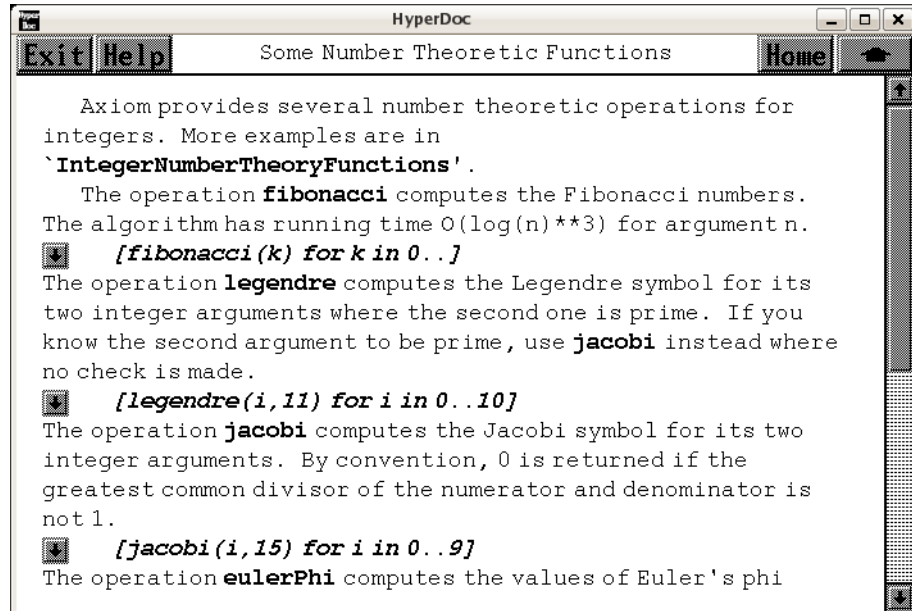 Hyper
Doc
HyperDoc
Exit Help Some Number Theoretic Functions Home
Axiom provides several number theoretic operations for
integers. More examples are in
`IntegerNumberTheoryFunctions'.
The operation fibonacci computes the Fibonacci numbers.
The algorithm has running time O(log(n)**3) for argument n.
[fibonacci(k) for k in 0..]
The operation legendre computes the Legendre symbol for its
two integer arguments where the second one is prime. If you
know the second argument to be prime, use jacobi instead where
no check is made.
[legendre(i,11) for i in 0..10]
The operation jacobi computes the Jacobi symbol for its two
integer arguments. By convention, 0 is returned if the
greatest common divisor of the numerator and denominator is
not 1.
[jacobi(i,15) for i in 0..9]
The operation eulerPhi computes the values of Euler's phi